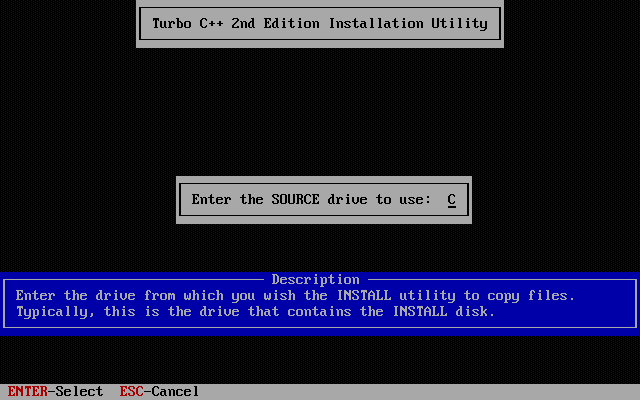 Turbo C++ 2nd Edition Installation Utility
Enter the SOURCE drive to use: C
Description
Enter the drive from which you wish the INSTALL utility to copy files.
Typically, this is the drive that contains the INSTALL disk.
ENTER-Select ESC-Cancel